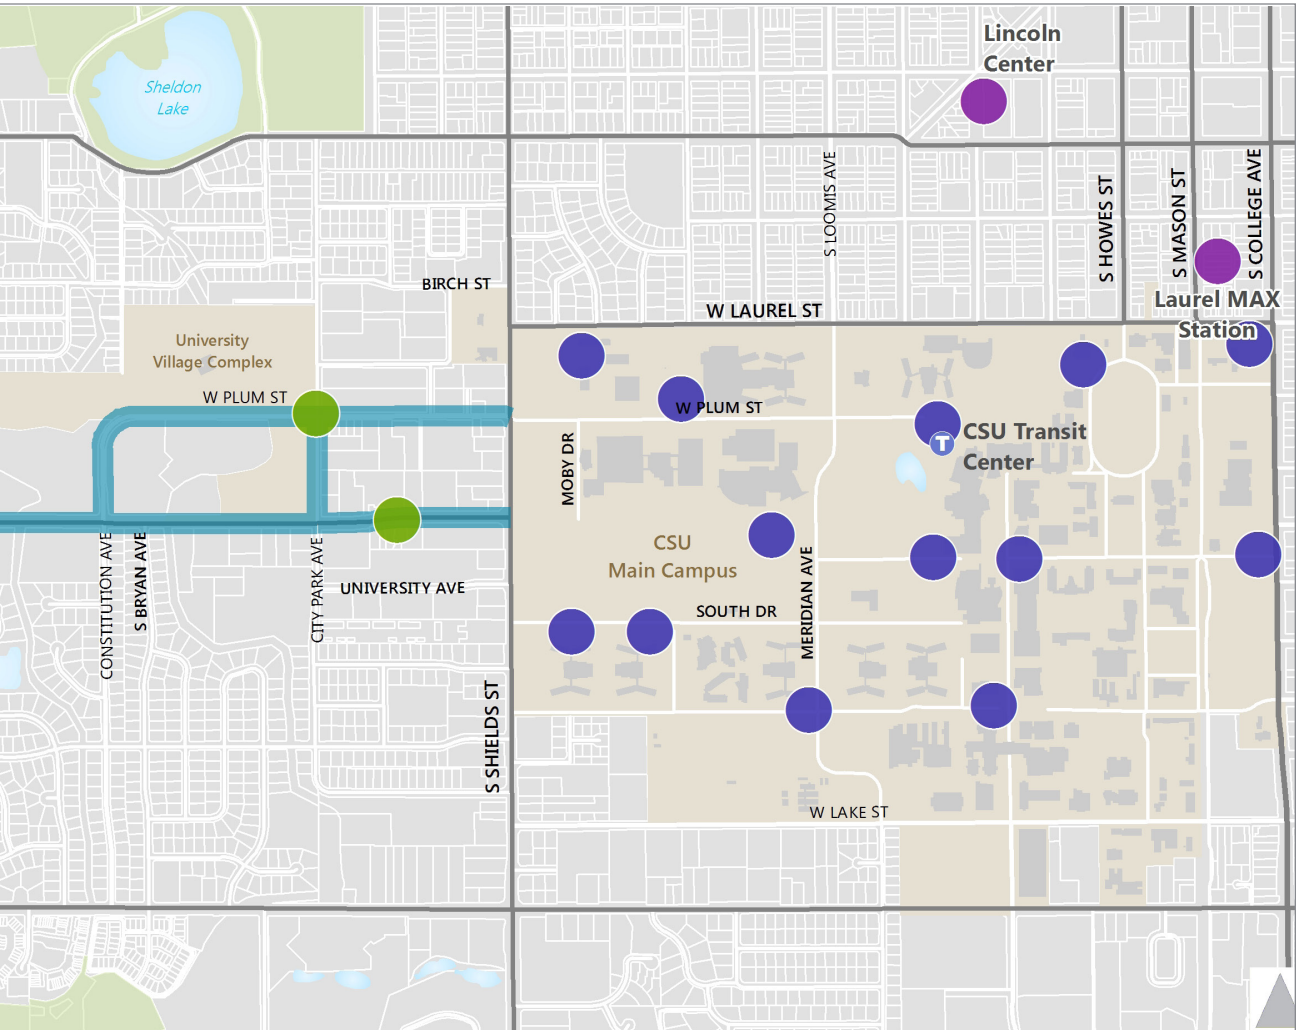 Lincoln
Center
Sheldon
Lake
S LOOMIS AVE
S HOWES ST
S MASON ST
S COLLEGE AVE
BIRCH ST
W LAUREL ST
Laurel MAX
Station
University
Village Complex
W PLUM ST
W PLUM ST
CSU Transit
Center
T
MOBY DR
CSU
Main Campus
CONSTITUTION AVE
S BRYAN AVE
CITY PARK AVE
UNIVERSITY AVE
SOUTH DR
MERIDIAN AVE
S SHIELDS ST
W LAKE ST